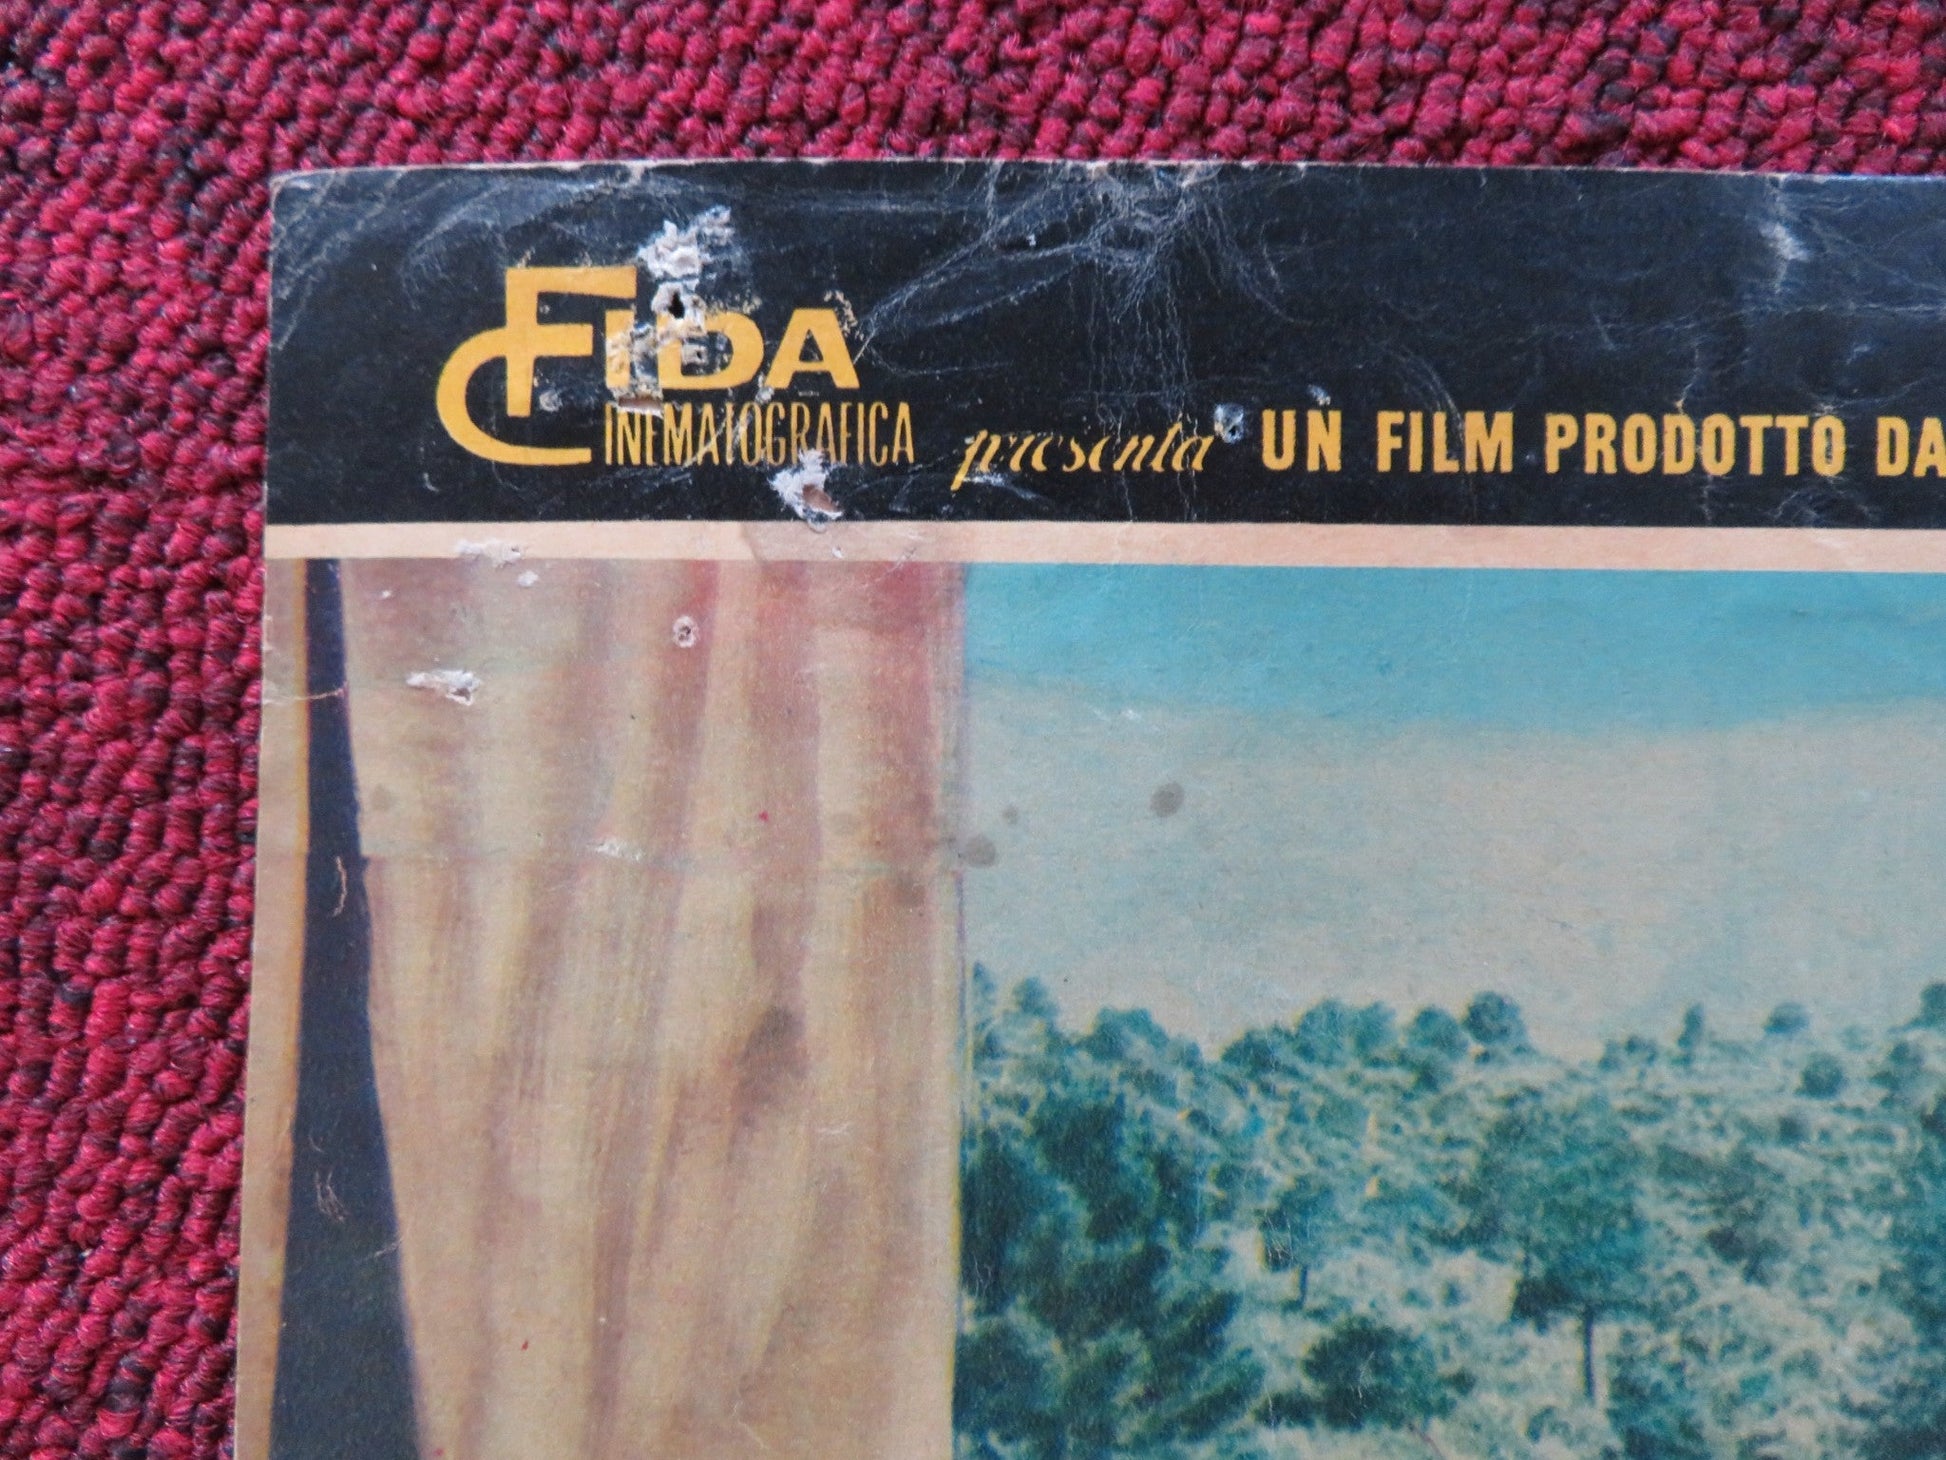 FIDA
CINEMATOGRAFICA presenta UN FILM PRODOTTO DA